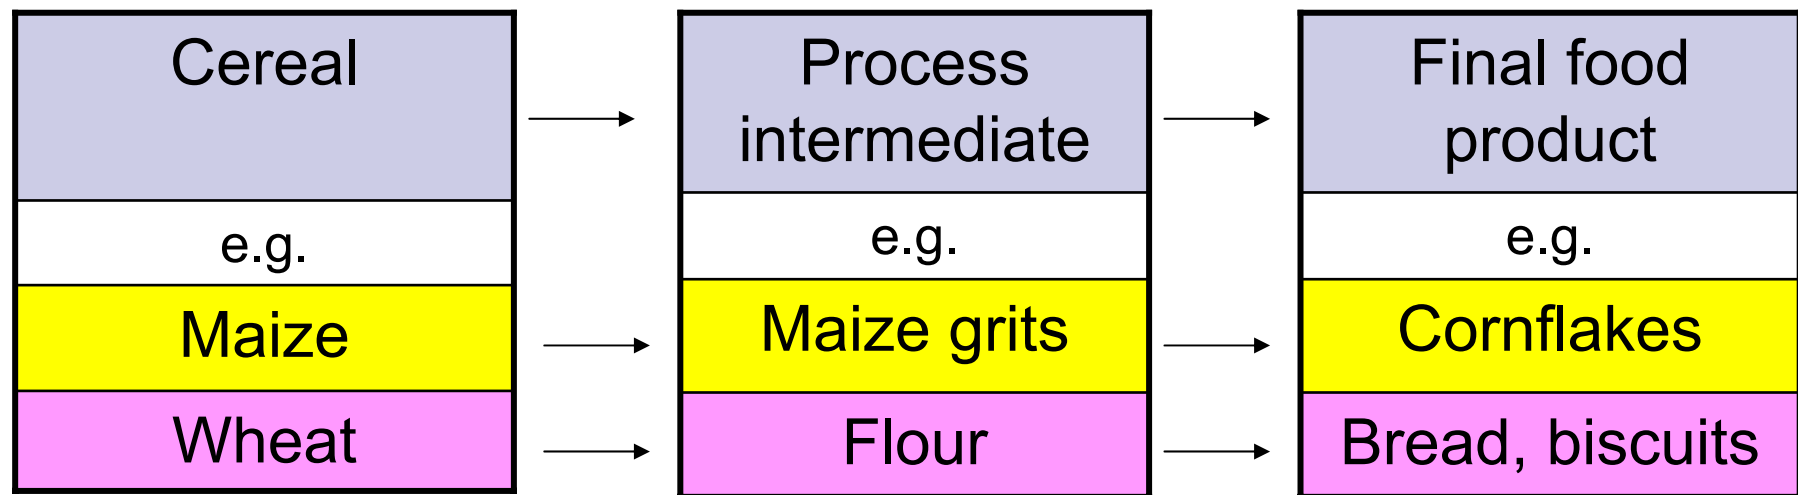 Cereal
Process
intermediate
Final food
product
e.g.
e.g.
e.g.
Maize
Maize grits
Cornflakes
Wheat
Flour
Bread, biscuits